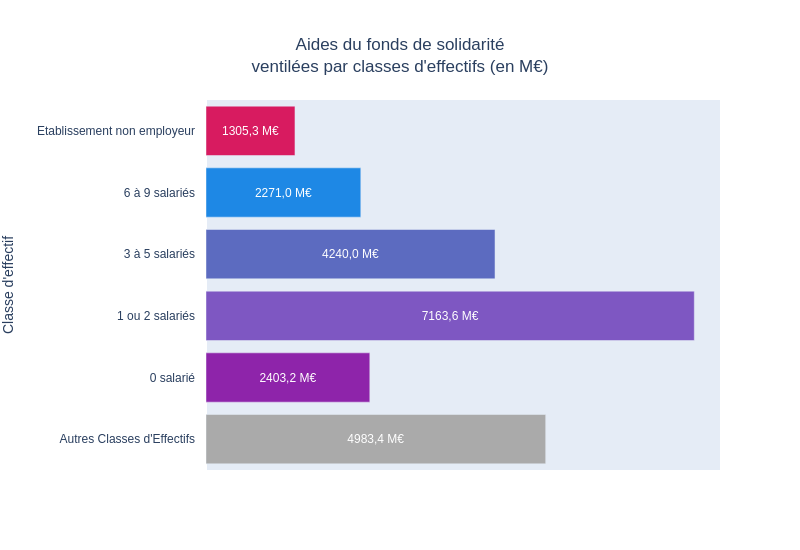 Aides du fonds de solidarité
ventilées par classes d'effectifs (en M€)
Classe d'effectif
Etablissement non employeur
1305,3 M€
6 à 9 salariés
2271,0 M€
3 à 5 salariés
4240,0 M€
1 ou 2 salariés
7163,6 M€
0 salarié
2403,2 M€
Autres Classes d'Effectifs
4983,4 M€